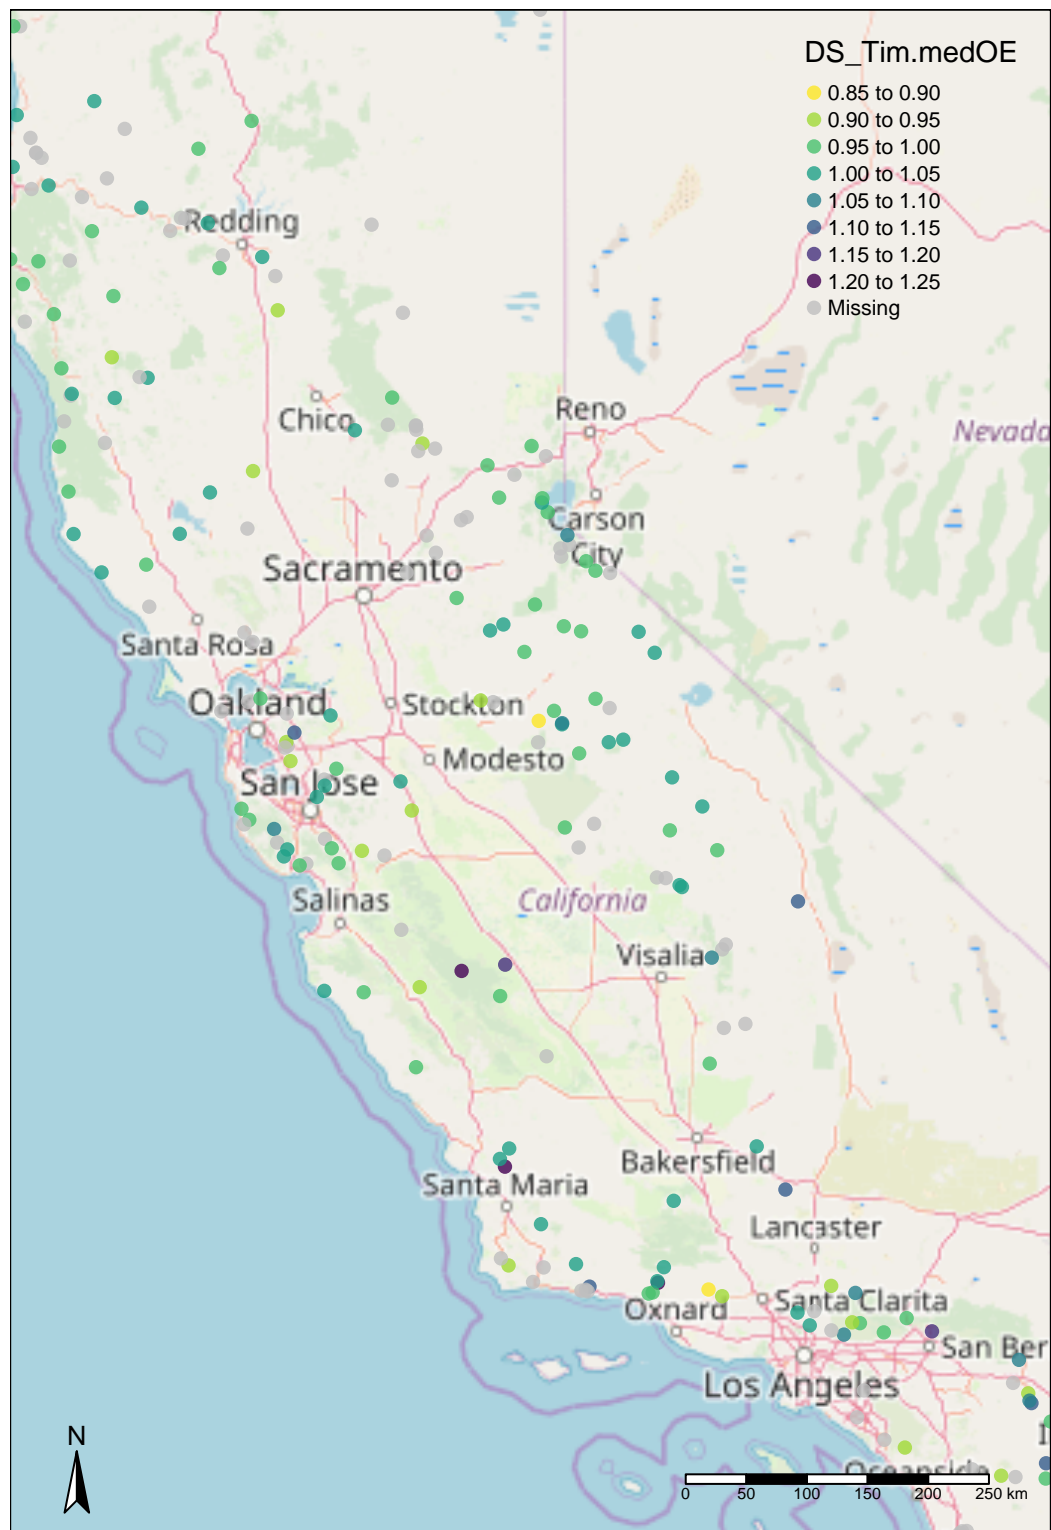 DS_Tim.medOE
0.85 to 0.90
0.90 to 0.95
0.95 to 1.00
1.00 to 1.05
1.05 to 1.10
1.10 to 1.15
1.15 to 1.20
1.20 to 1.25
Missing
Redding
Chico
Reno
Nevada
Carson
City
Sacramento
Santa Rosa
Oakland
Stockton
Modesto
San Jose
Salinas
California
Visalia
Bakersfield
Santa Maria
Lancaster
Santa Clarita
Oxnard
San Ber
Los Angeles
N
Oceanside
0 50 100 150 200 250 km